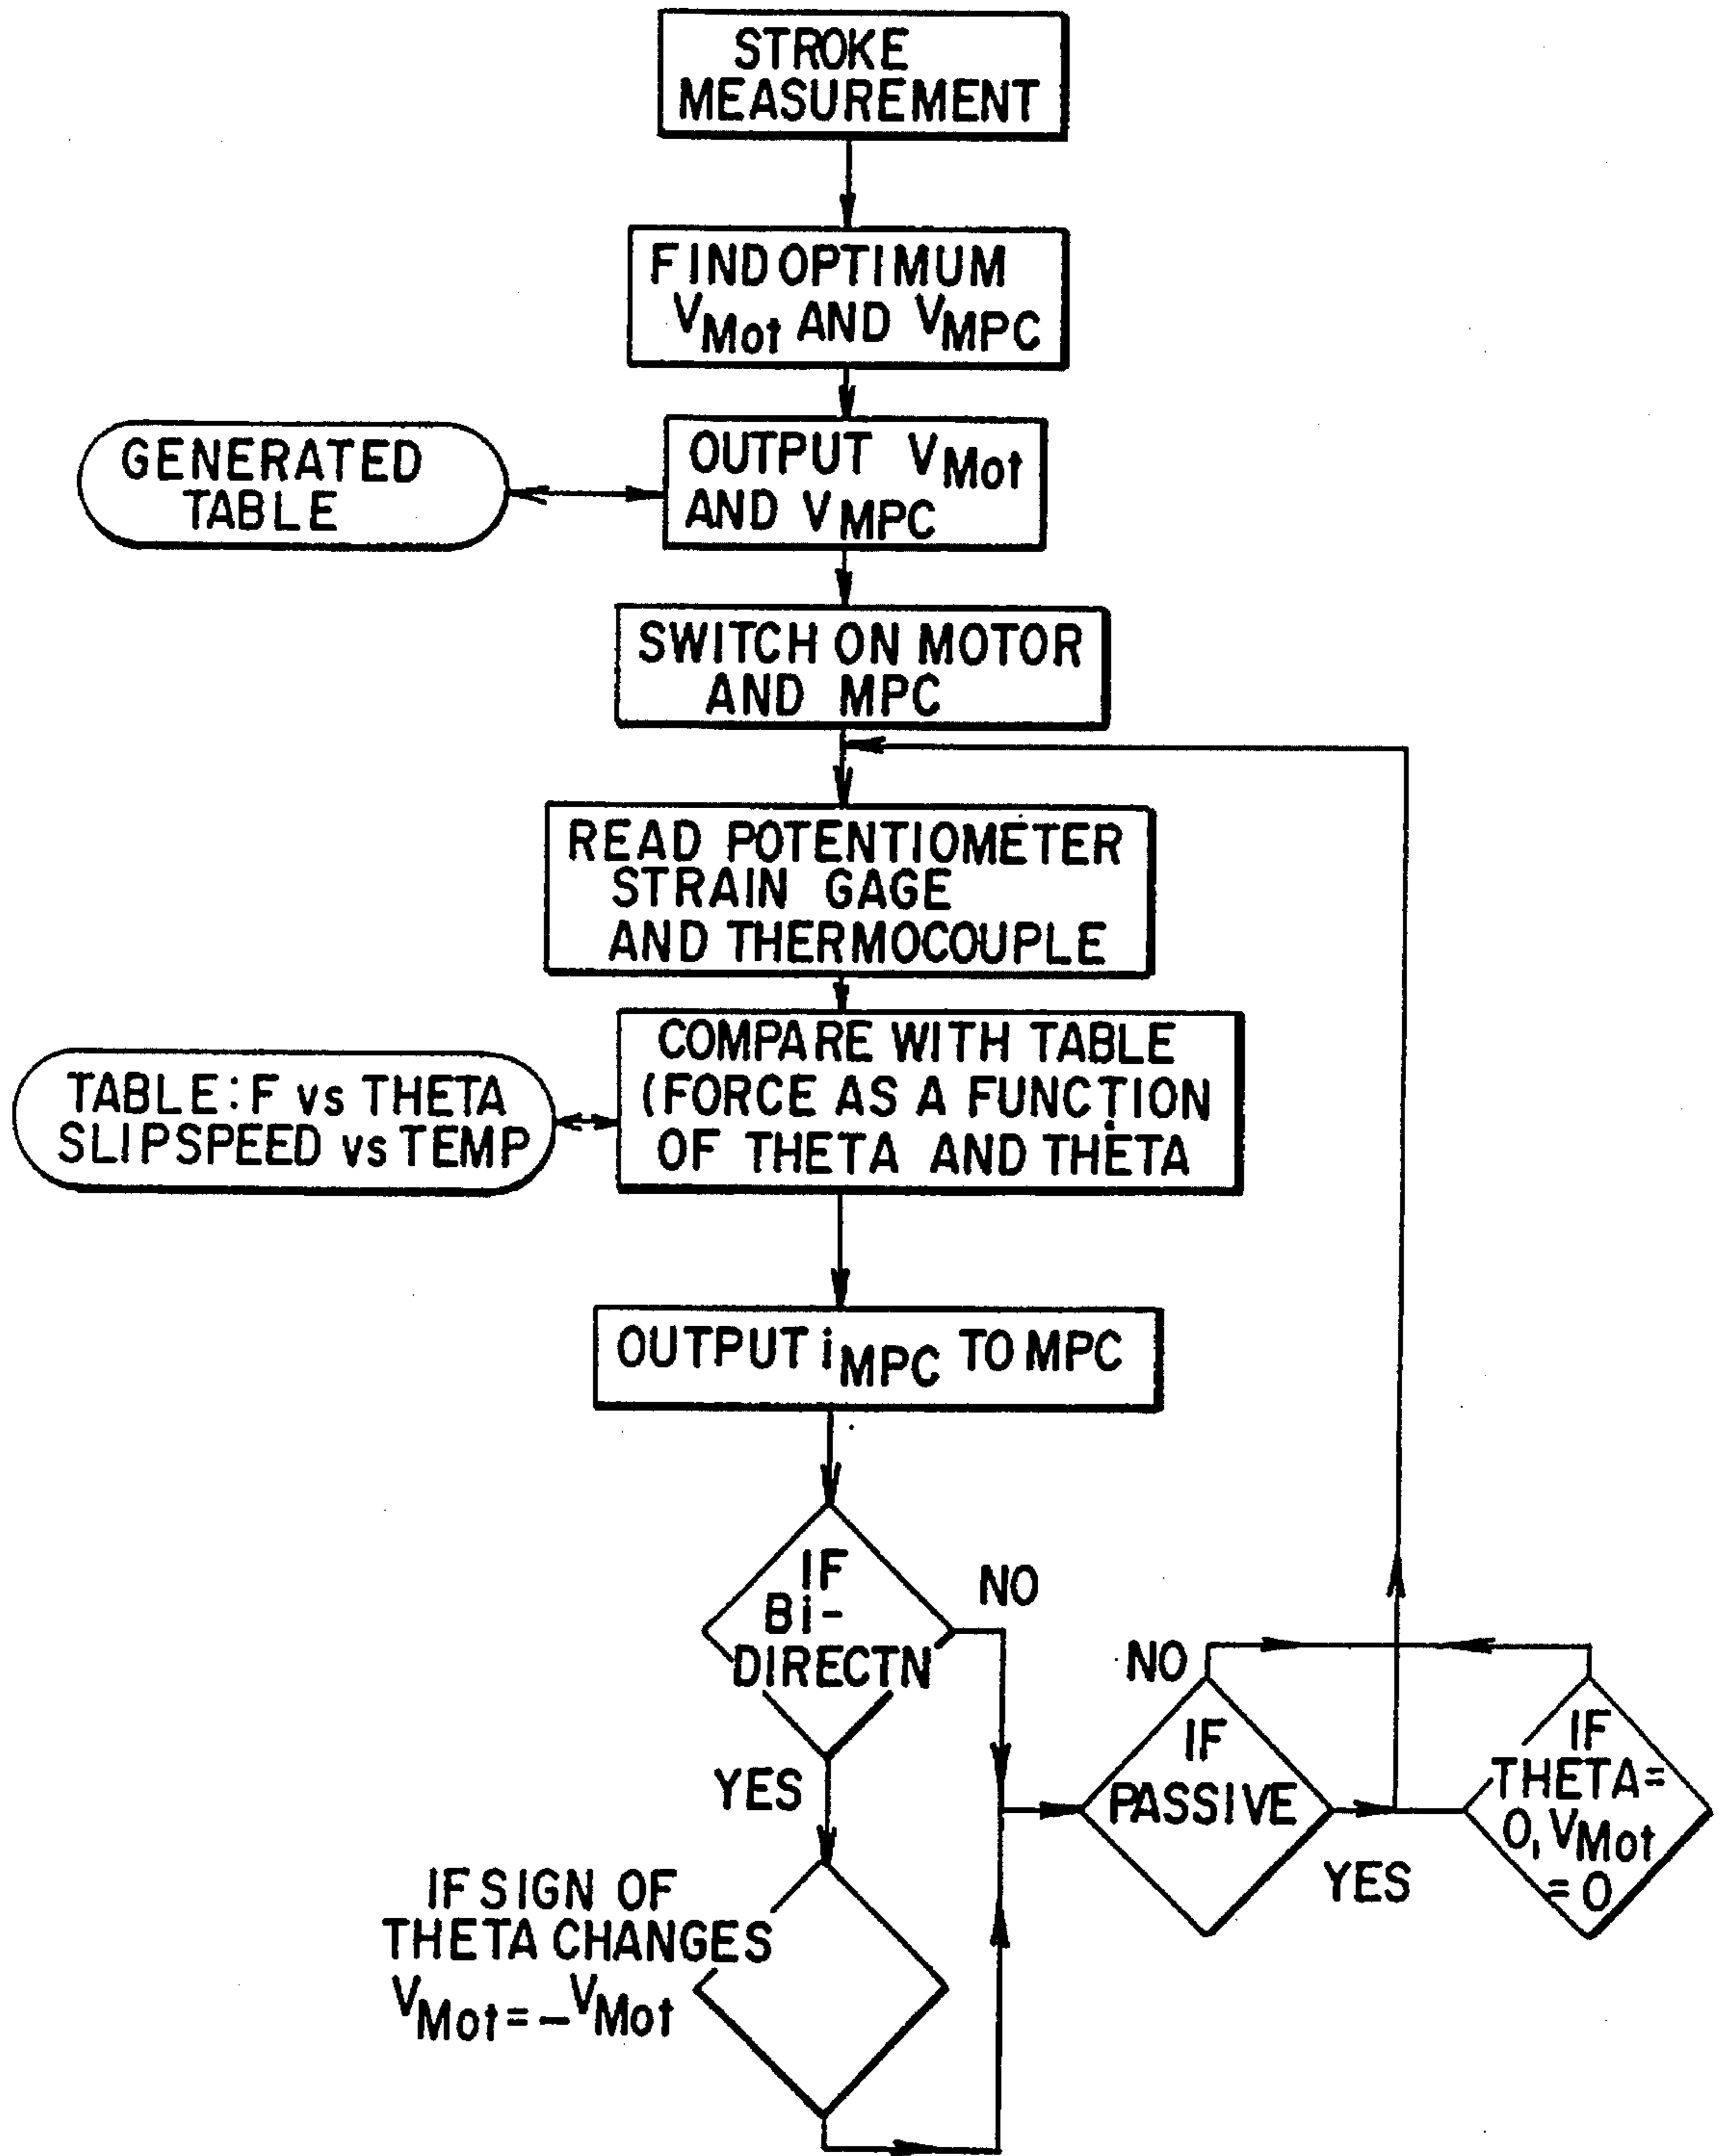 STROKE
MEASUREMENT
FIND OPTIMUM
VMot AND VMPC
GENERATED
TABLE
OUTPUT VMot
AND VMPC
SWITCH ON MOTOR
AND MPC
READ POTENTIOMETER
STRAIN GAGE
AND THERMOCOUPLE
TABLE: F vs THETA
SLIPSPEED vs TEMP
COMPARE WITH TABLE
(FORCE AS A FUNCTION
OF THETA AND THĖTA
OUTPUT iMPC TO MPC
IF
Bi-
DIRECTN
NO
YES
IF SIGN OF
THETA CHANGES
VMot=-VMot
NO
IF
PASSIVE
YES
IF
THETA=
0, VMot
=0